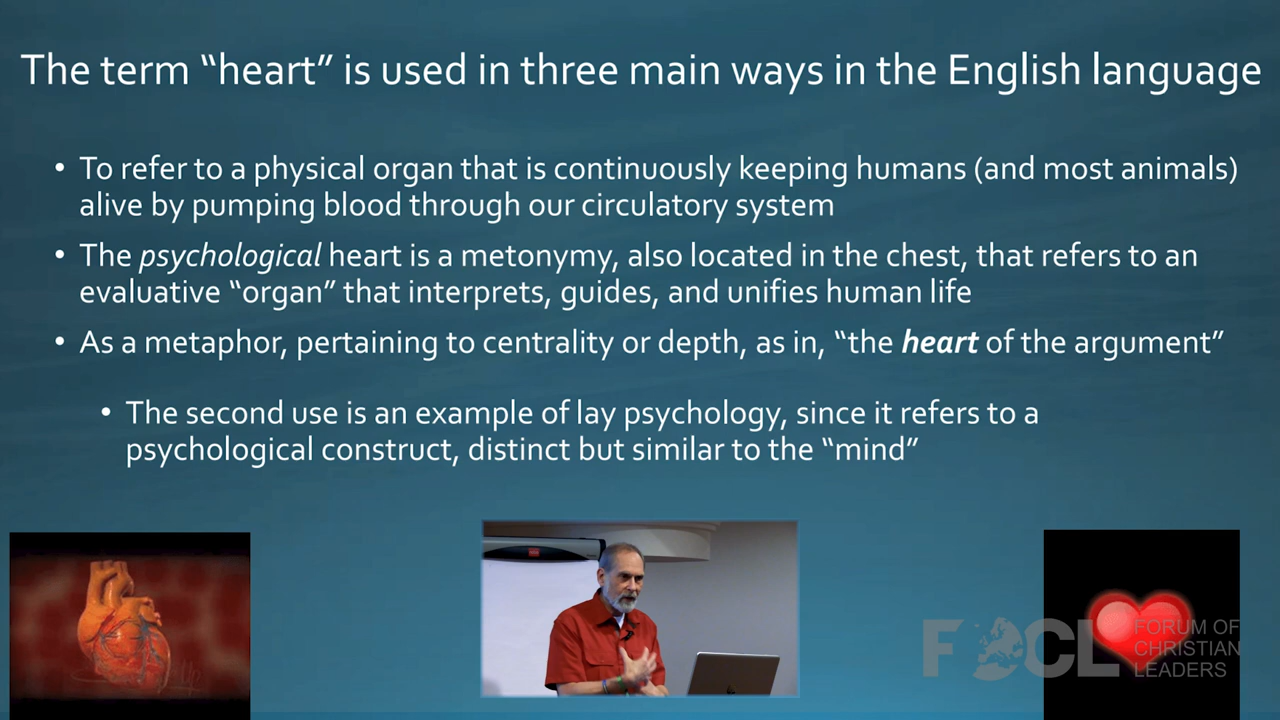 The term “heart” is used in three main ways in the English language
• To refer to a physical organ that is continuously keeping humans (and most animals)
alive by pumping blood through our circulatory system
• The psychological heart is a metonymy, also located in the chest, that refers to an
evaluative “organ” that interprets, guides, and unifies human life
• As a metaphor, pertaining to centrality or depth, as in, “the heart of the argument”
• The second use is an example of lay psychology, since it refers to a
psychological construct, distinct but similar to the “mind”
FOCL
FORUM OF
CHRISTIAN
LEADERS